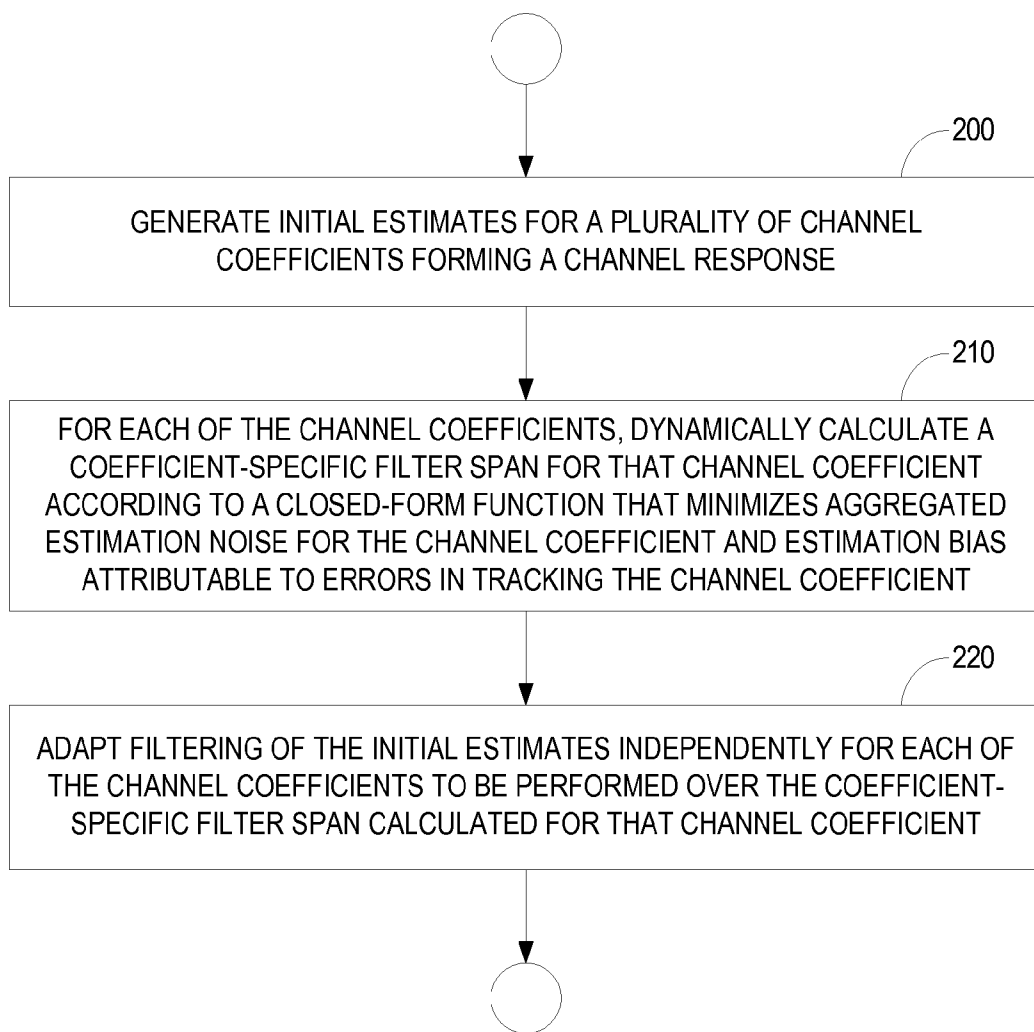 200
GENERATE INITIAL ESTIMATES FOR A PLURALITY OF CHANNEL
COEFFICIENTS FORMING A CHANNEL RESPONSE
210
FOR EACH OF THE CHANNEL COEFFICIENTS, DYNAMICALLY CALCULATE A
COEFFICIENT-SPECIFIC FILTER SPAN FOR THAT CHANNEL COEFFICIENT
ACCORDING TO A CLOSED-FORM FUNCTION THAT MINIMIZES AGGREGATED
ESTIMATION NOISE FOR THE CHANNEL COEFFICIENT AND ESTIMATION BIAS
ATTRIBUTABLE TO ERRORS IN TRACKING THE CHANNEL COEFFICIENT
220
ADAPT FILTERING OF THE INITIAL ESTIMATES INDEPENDENTLY FOR EACH OF
THE CHANNEL COEFFICIENTS TO BE PERFORMED OVER THE COEFFICIENT-
SPECIFIC FILTER SPAN CALCULATED FOR THAT CHANNEL COEFFICIENT